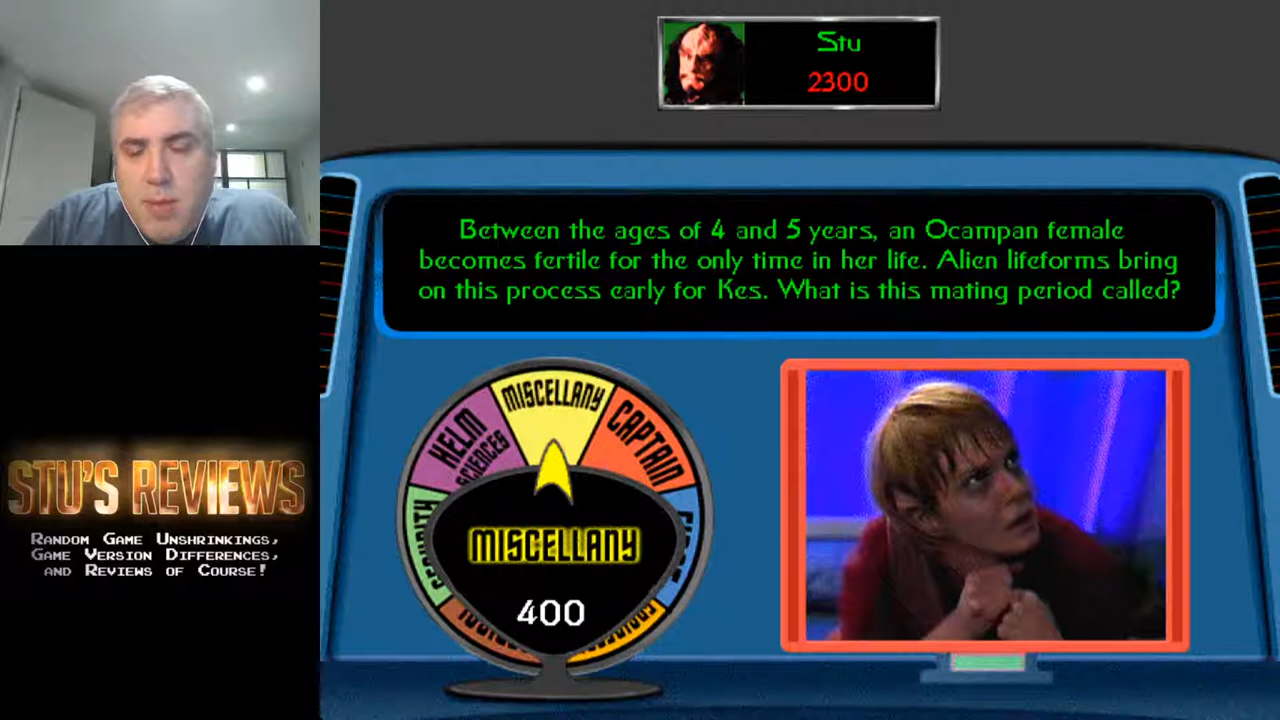 Stu
2300
Between the ages of 4 and 5 years, an Ocampan female
becomes fertile for the only time in her life. Alien lifeforms bring
on this process early for Kes. What is this mating period called?
MISCELLANY
HELM
SCIENCES
CAPTAIN
MISCELLANY
400
STU'S REVIEWS
RANDOM GAME UNSHRINKINGS,
GAME VERSION DIFFERENCES,
AND REVIEWS OF COURSE!